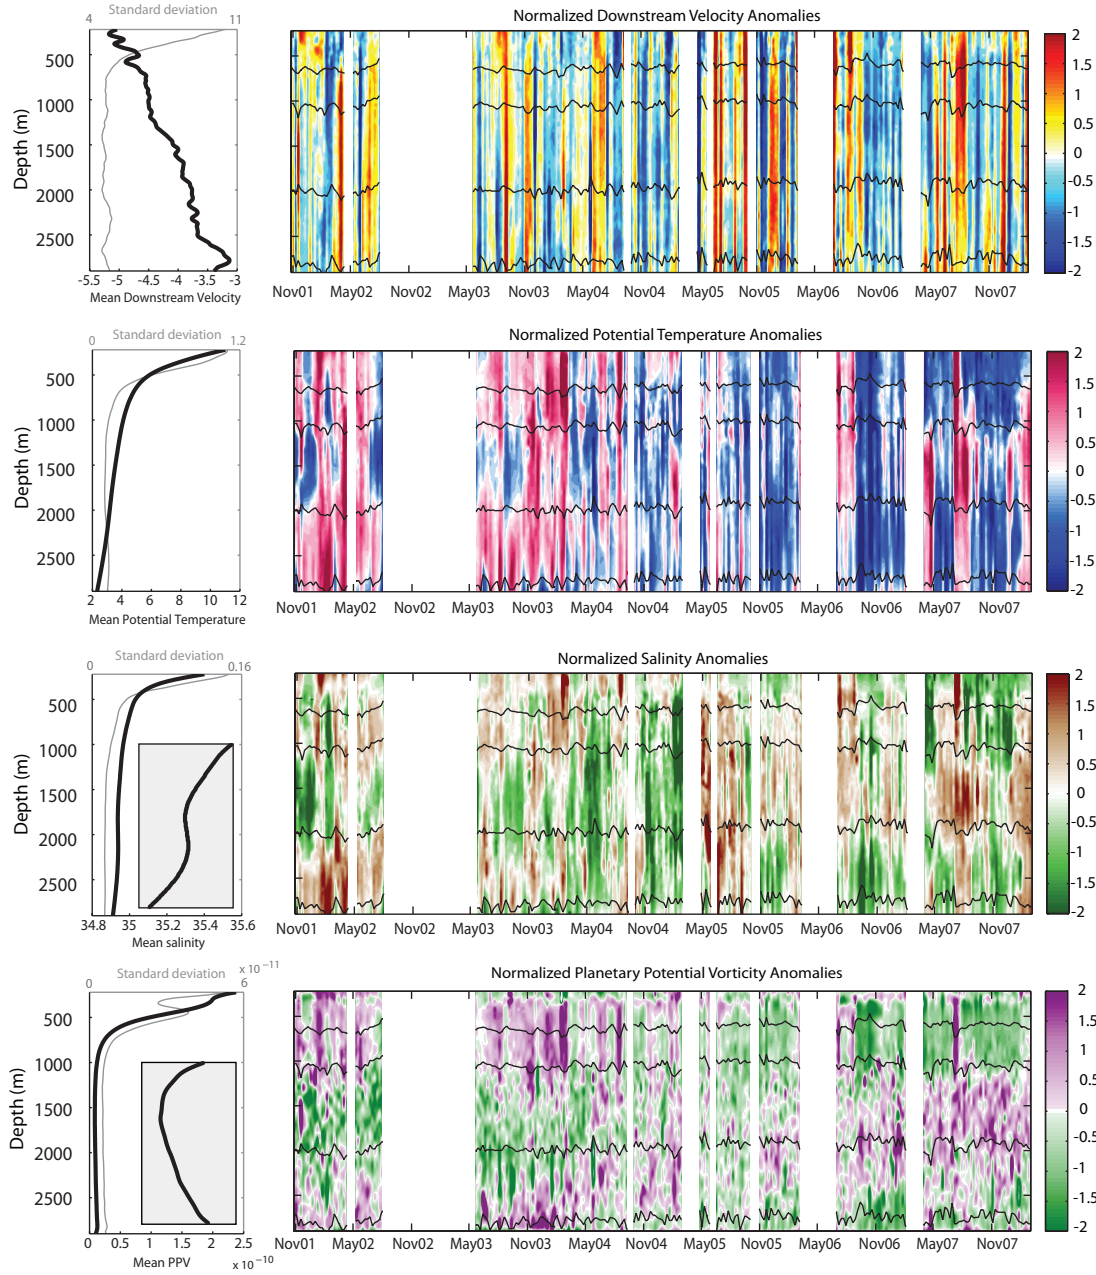 Standard deviation
4 11
Normalized Downstream Velocity Anomalies
Depth (m)
500
1000
1500
2000
2500
-5.5 -5 -4.5 -4 -3.5 -3
Mean Downstream Velocity
Nov01 May02 Nov02 May03 Nov03 May04 Nov04 May05 Nov05 May06 Nov06 May07 Nov07
2
1.5
1
0.5
0
-0.5
-1
-1.5
-2
Standard deviation
0 1.2
Normalized Potential Temperature Anomalies
Depth (m)
500
1000
1500
2000
2500
2 4 6 8 10 12
Mean Potential Temperature
Nov01 May02 Nov02 May03 Nov03 May04 Nov04 May05 Nov05 May06 Nov06 May07 Nov07
2
1.5
1
0.5
0
-0.5
-1
-1.5
-2
Standard deviation
0 0.16
Normalized Salinity Anomalies
Depth (m)
500
1000
1500
2000
2500
34.8 35 35.2 35.4 35.6
Mean salinity
Nov01 May02 Nov02 May03 Nov03 May04 Nov04 May05 Nov05 May06 Nov06 May07 Nov07
2
1.5
1
0.5
0
-0.5
-1
-1.5
-2
x 10⁻¹¹
Standard deviation
0 6
Normalized Planetary Potential Vorticity Anomalies
Depth (m)
500
1000
1500
2000
2500
0 0.5 1 1.5 2 2.5
Mean PPV x 10⁻¹⁰
Nov01 May02 Nov02 May03 Nov03 May04 Nov04 May05 Nov05 May06 Nov06 May07 Nov07
2
1.5
1
0.5
0
-0.5
-1
-1.5
-2